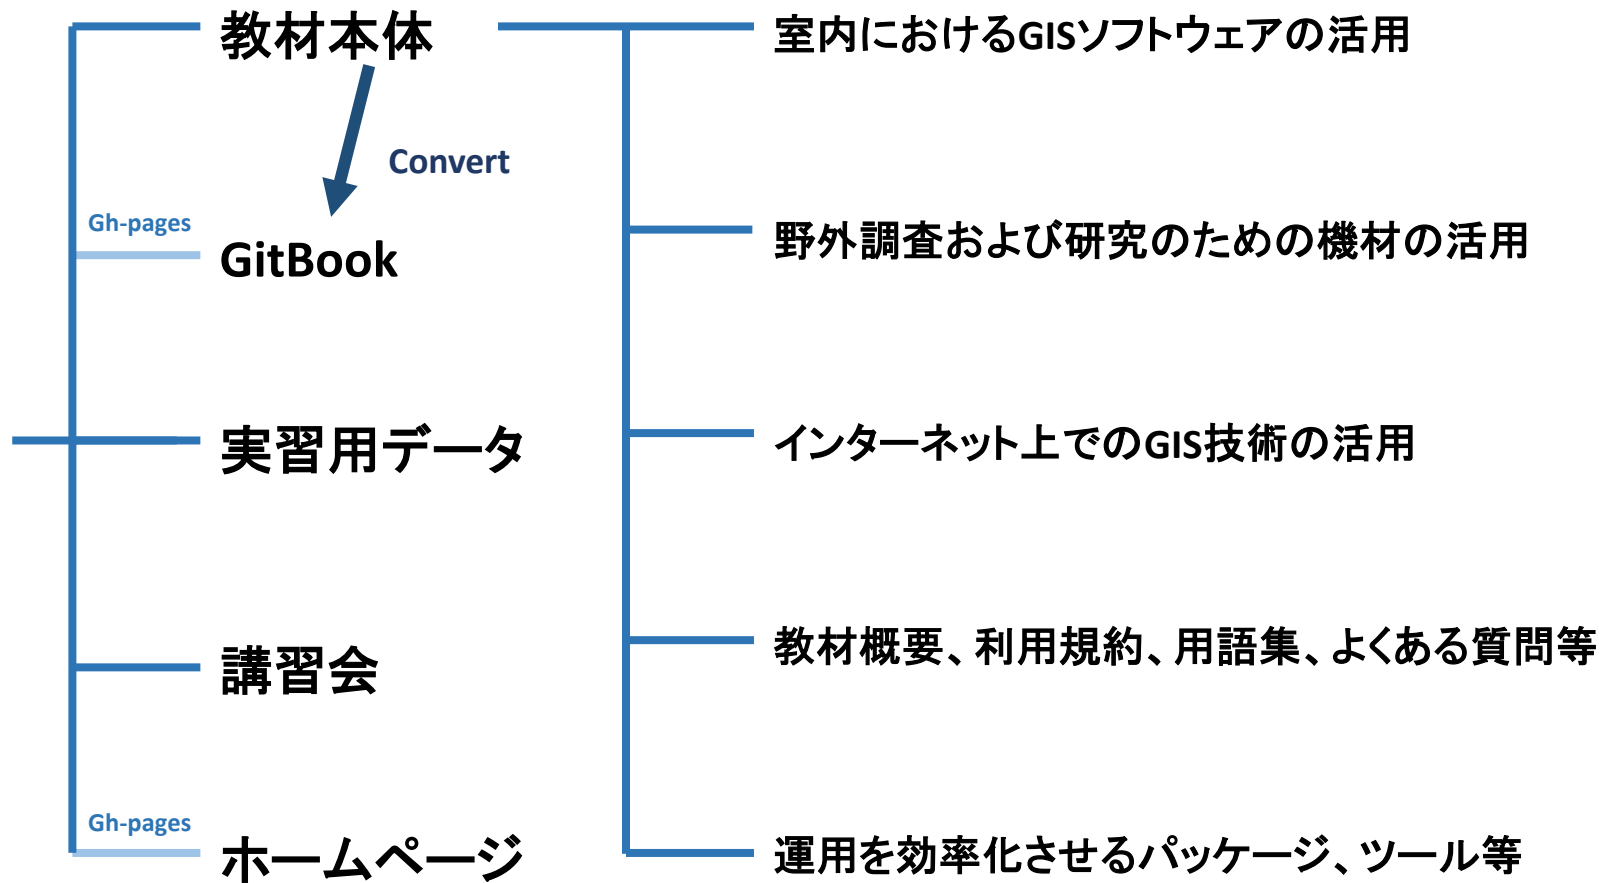 教材本体
Convert
Gh-pages
GitBook
実習用データ
講習会
Gh-pages
ホームページ
室内におけるGISソフトウェアの活用
野外調査および研究のための機材の活用
インターネット上でのGIS技術の活用
教材概要、利用規約、用語集、よくある質問等
運用を効率化させるパッケージ、ツール等